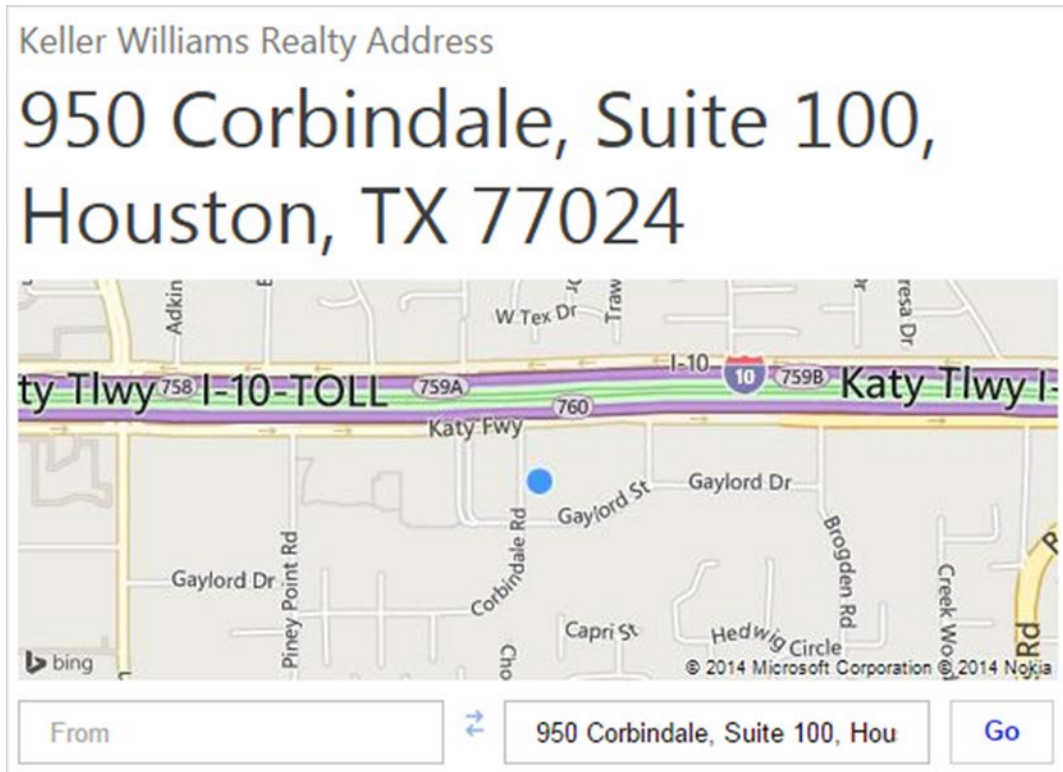 Keller Williams Realty Address
950 Corbindale, Suite 100,
Houston, TX 77024
Adkin
W Tex Dr
Traw
resa Dr
I-10
10
ty Tlwy 758 I-10-TOLL 759A
759B Katy Tlwy I-
760
Katy Fwy
Gaylord St
Gaylord Dr
Corbindale Rd
Brogden Rd
Piney Point Rd
Gaylord Dr
Creek Woo
Capri St
Hedwig Circle
Cho
Rd
bing
© 2014 Microsoft Corporation © 2014 Nokia
From
950 Corbindale, Suite 100, Hou
Go